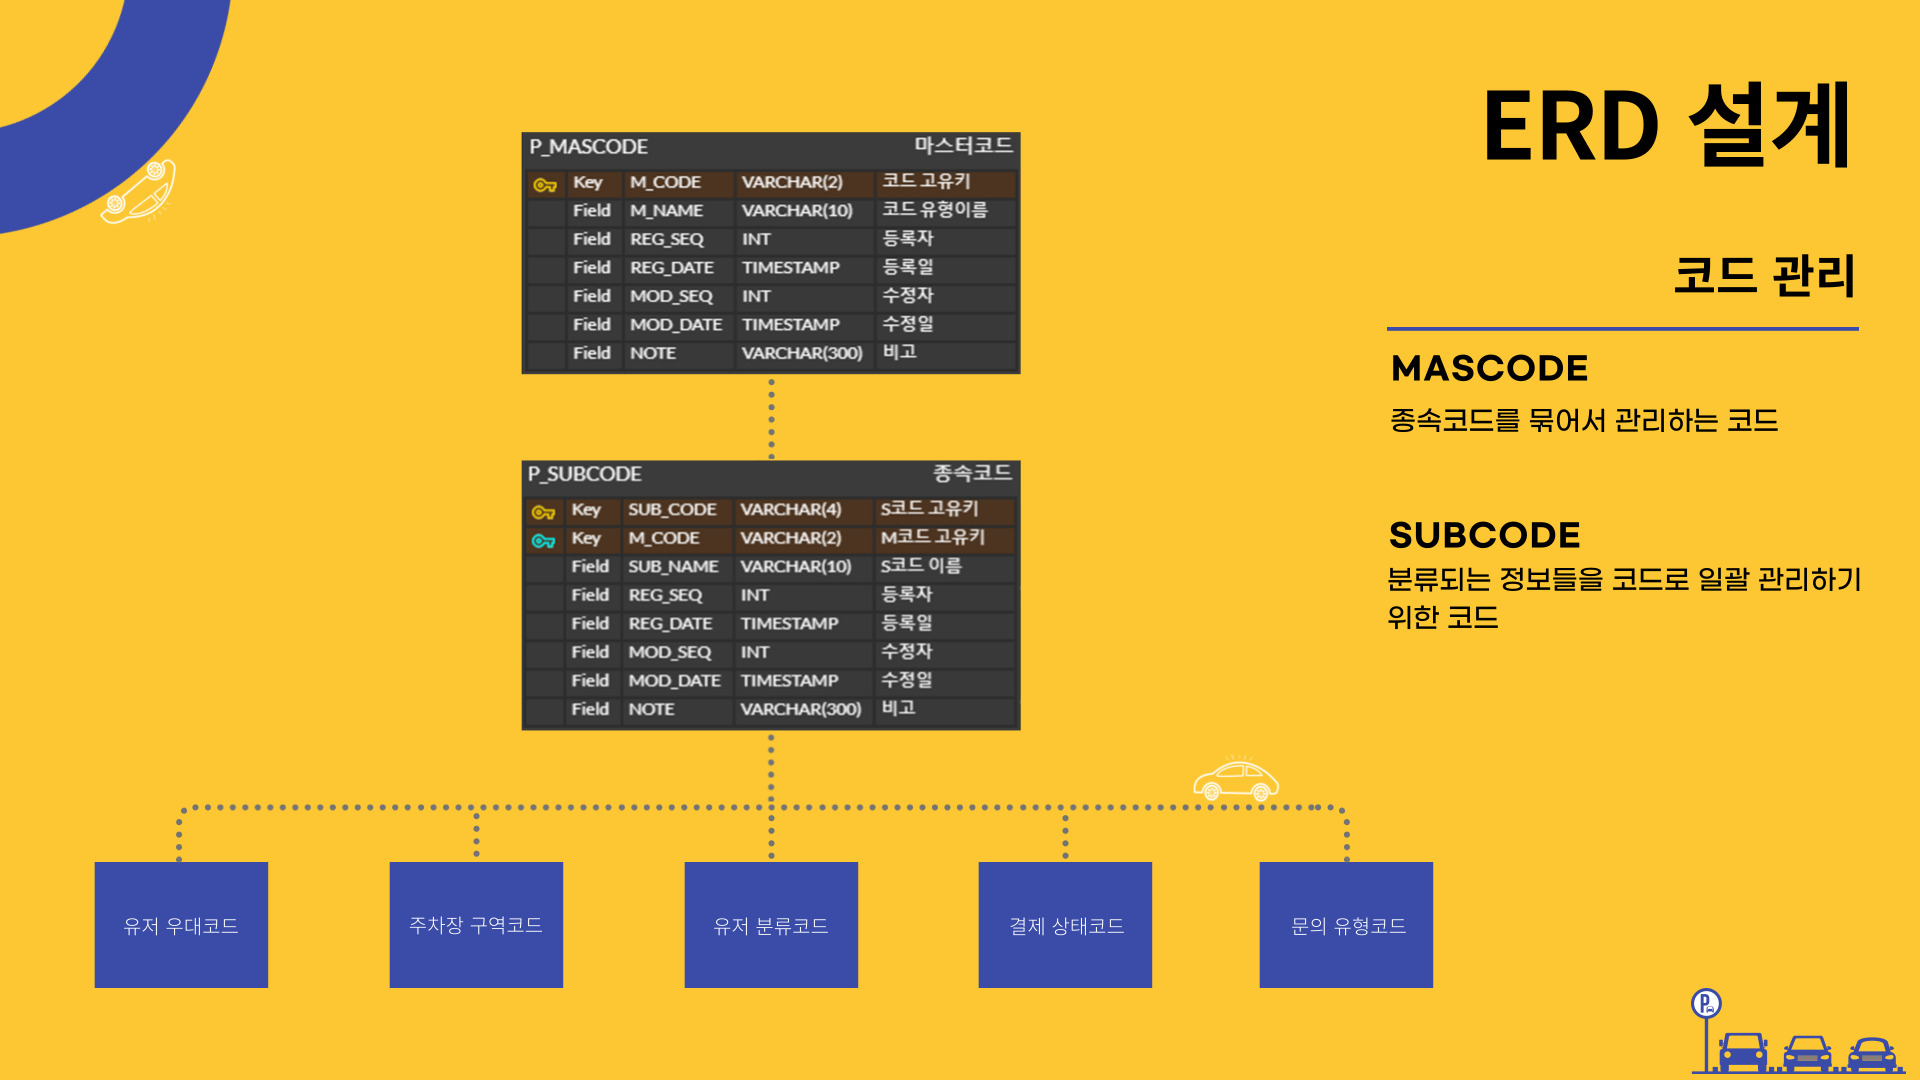 ERD 설계
코드 관리
MASCODE
종속코드를 묶어서 관리하는 코드
SUBCODE
분류되는 정보들을 코드로 일괄 관리하기
위한 코드
P_MASCODE 마스터코드
Key M_CODE VARCHAR(2) 코드 고유키
Field M_NAME VARCHAR(10) 코드 유형이름
Field REG_SEQ INT 등록자
Field REG_DATE TIMESTAMP 등록일
Field MOD_SEQ INT 수정자
Field MOD_DATE TIMESTAMP 수정일
Field NOTE VARCHAR(300) 비고
P_SUBCODE 종속코드
Key SUB_CODE VARCHAR(4) S코드 고유키
Key M_CODE VARCHAR(2) M코드 고유키
Field SUB_NAME VARCHAR(10) S코드 이름
Field REG_SEQ INT 등록자
Field REG_DATE TIMESTAMP 등록일
Field MOD_SEQ INT 수정자
Field MOD_DATE TIMESTAMP 수정일
Field NOTE VARCHAR(300) 비고
유저 우대코드
주차장 구역코드
유저 분류코드
결제 상태코드
문의 유형코드
P